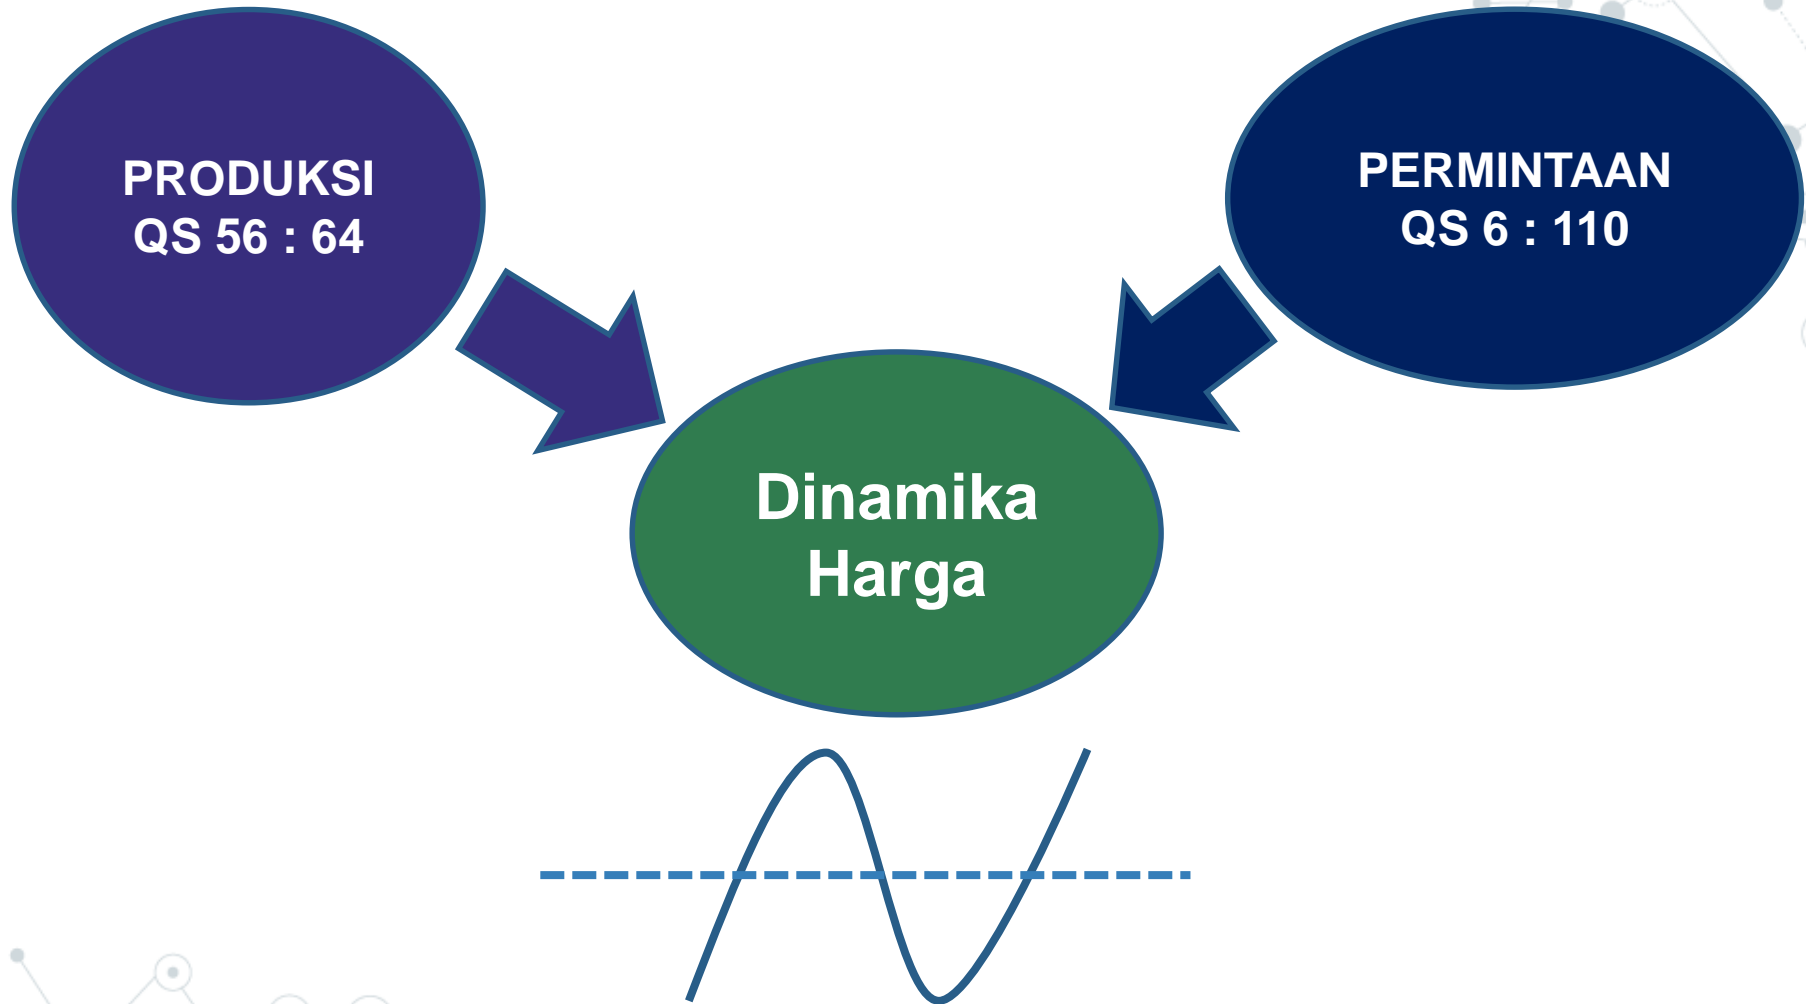 PRODUKSI
QS 56 : 64
PERMINTAAN
QS 6 : 110
Dinamika
Harga